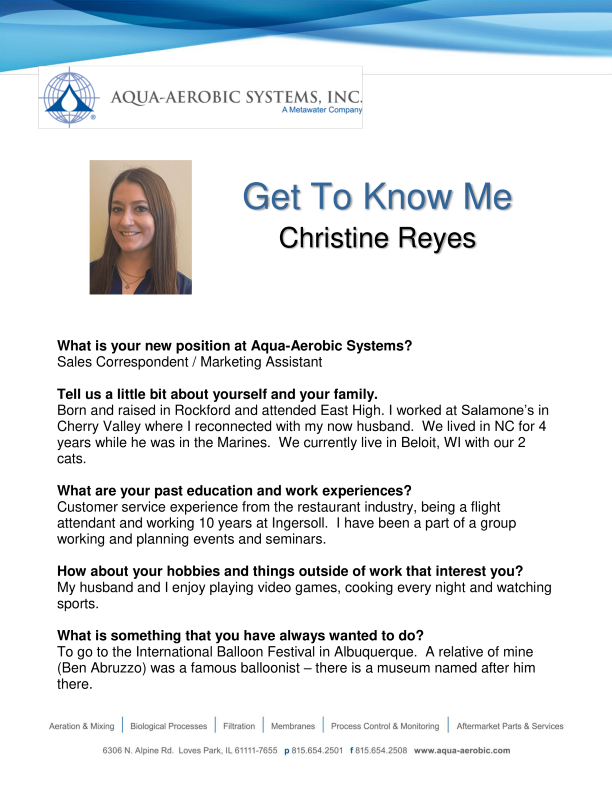 AQUA-AEROBIC SYSTEMS, INC.
A Metawater Company
®
Get To Know Me
Christine Reyes
What is your new position at Aqua-Aerobic Systems?
Sales Correspondent / Marketing Assistant
Tell us a little bit about yourself and your family.
Born and raised in Rockford and attended East High. I worked at Salamone’s in
Cherry Valley where I reconnected with my now husband.  We lived in NC for 4
years while he was in the Marines.  We currently live in Beloit, WI with our 2
cats.
What are your past education and work experiences?
Customer service experience from the restaurant industry, being a flight
attendant and working 10 years at Ingersoll.  I have been a part of a group
working and planning events and seminars.
How about your hobbies and things outside of work that interest you?
My husband and I enjoy playing video games, cooking every night and watching
sports.
What is something that you have always wanted to do?
To go to the International Balloon Festival in Albuquerque.  A relative of mine
(Ben Abruzzo) was a famous balloonist – there is a museum named after him
there.
Aeration & Mixing | Biological Processes | Filtration | Membranes | Process Control & Monitoring | Aftermarket Parts & Services
6306 N. Alpine Rd.  Loves Park, IL 61111-7655  p 815.654.2501  f 815.654.2508  www.aqua-aerobic.com